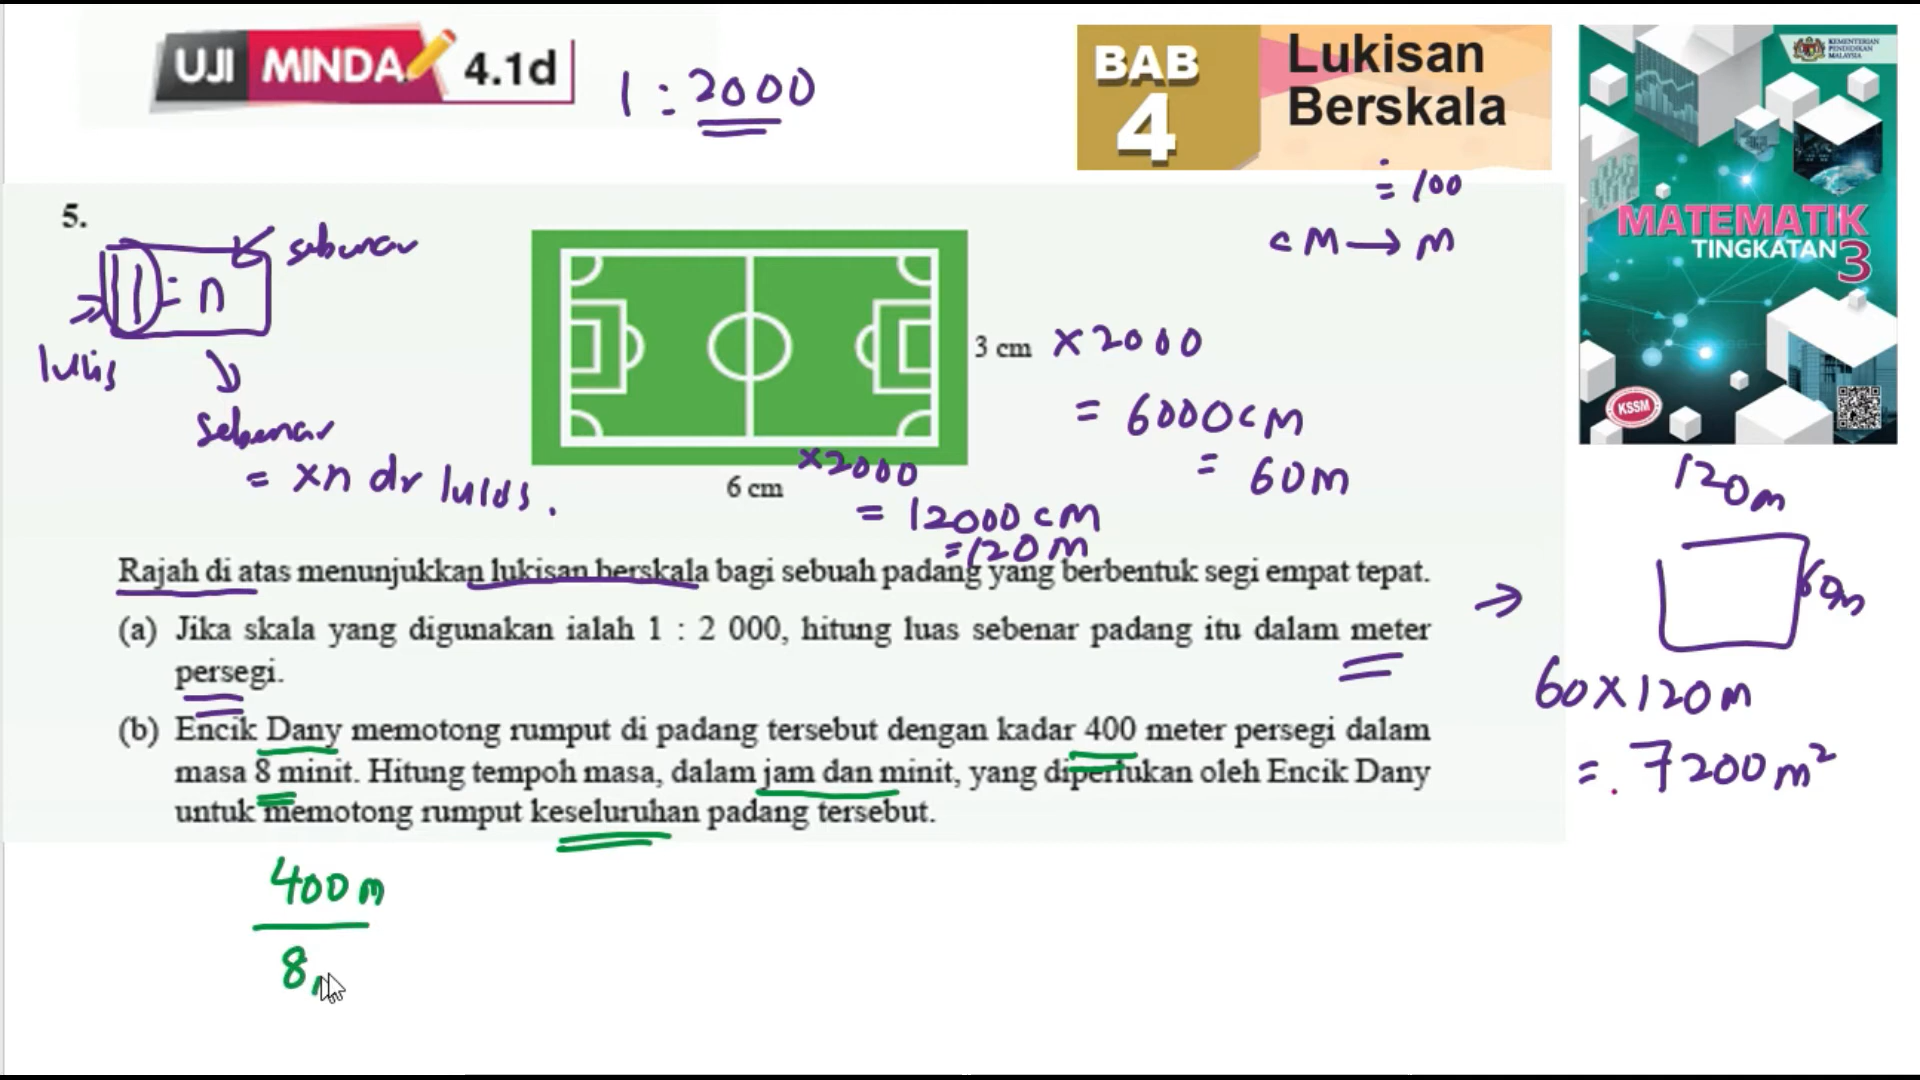 UJI MINDA 4.1d
1 : 2000
BAB 4
Lukisan
Berskala
KEMENTERIAN
PENDIDIKAN
MALAYSIA
MATEMATIK
TINGKATAN 3
KSSM
÷ 100
cM → M
5.
sebenar
1 : n
lukis
sebenar
= xn dr lukis.
3 cm × 2000
= 6000 cM
= 60 M
6 cm ×2000
= 12000 cM
= 120 M
Rajah di atas menunjukkan lukisan berskala bagi sebuah padang yang berbentuk segi empat tepat.
(a) Jika skala yang digunakan ialah 1 : 2 000, hitung luas sebenar padang itu dalam meter
persegi.
(b) Encik Dany memotong rumput di padang tersebut dengan kadar 400 meter persegi dalam
masa 8 minit. Hitung tempoh masa, dalam jam dan minit, yang diperlukan oleh Encik Dany
untuk memotong rumput keseluruhan padang tersebut.
120 m
60m
60 × 120 m
= 7200 m²
400 m
8